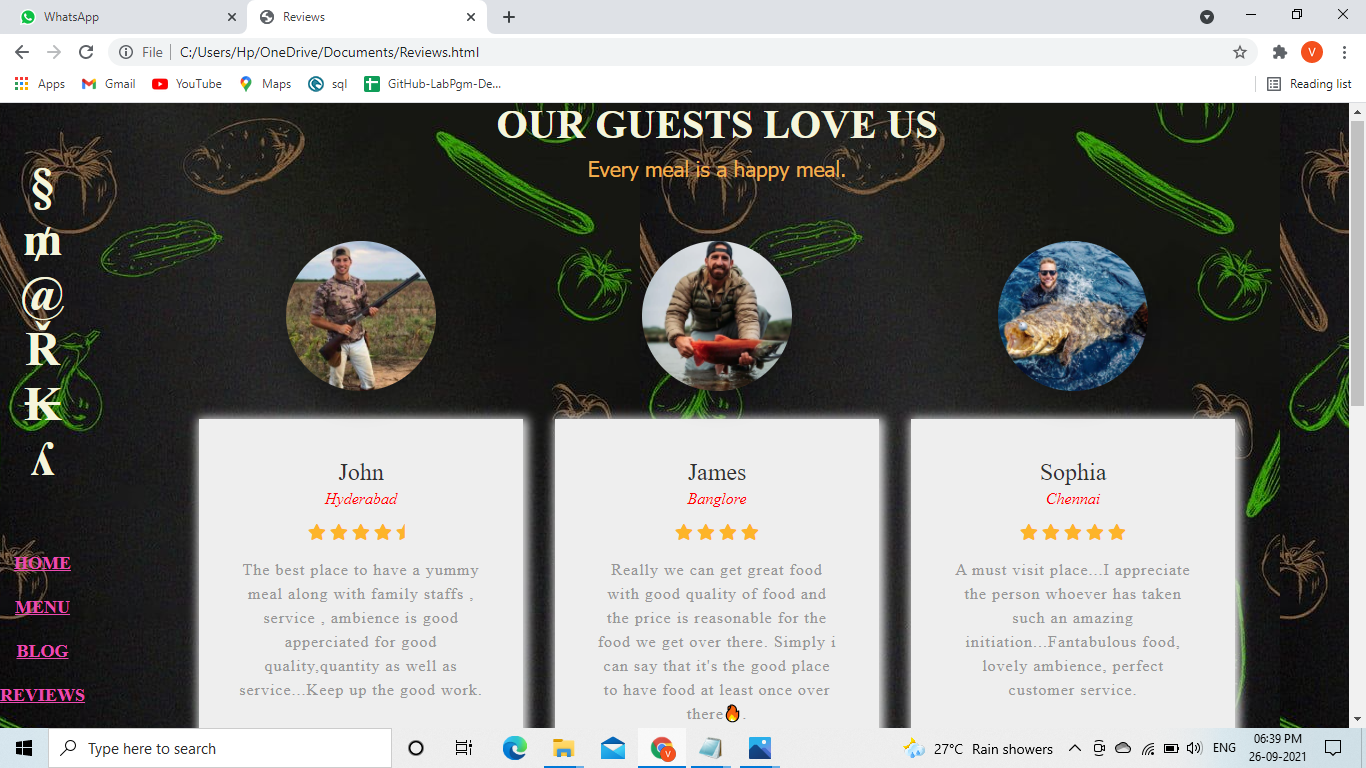 WhatsApp
Reviews
File
C:/Users/Hp/OneDrive/Documents/Reviews.html
V
Apps
Gmail
YouTube
Maps
sql
GitHub-LabPgm-De...
Reading list
OUR GUESTS LOVE US
Every meal is a happy meal.
§
@
Ř
HOME
MENU
BLOG
REVIEWS
John
Hyderabad
The best place to have a yummy
meal along with family staffs ,
service , ambience is good
apperciated for good
quality,quantity as well as
service...Keep up the good work.
James
Banglore
Really we can get great food
with good quality of food and
the price is reasonable for the
food we get over there. Simply i
can say that it's the good place
to have food at least once over
there🔥.
Sophia
Chennai
A must visit place...I appreciate
the person whoever has taken
such an amazing
initiation...Fantabulous food,
lovely ambience, perfect
customer service.
Type here to search
V
27°C Rain showers
ENG
06:39 PM
26-09-2021